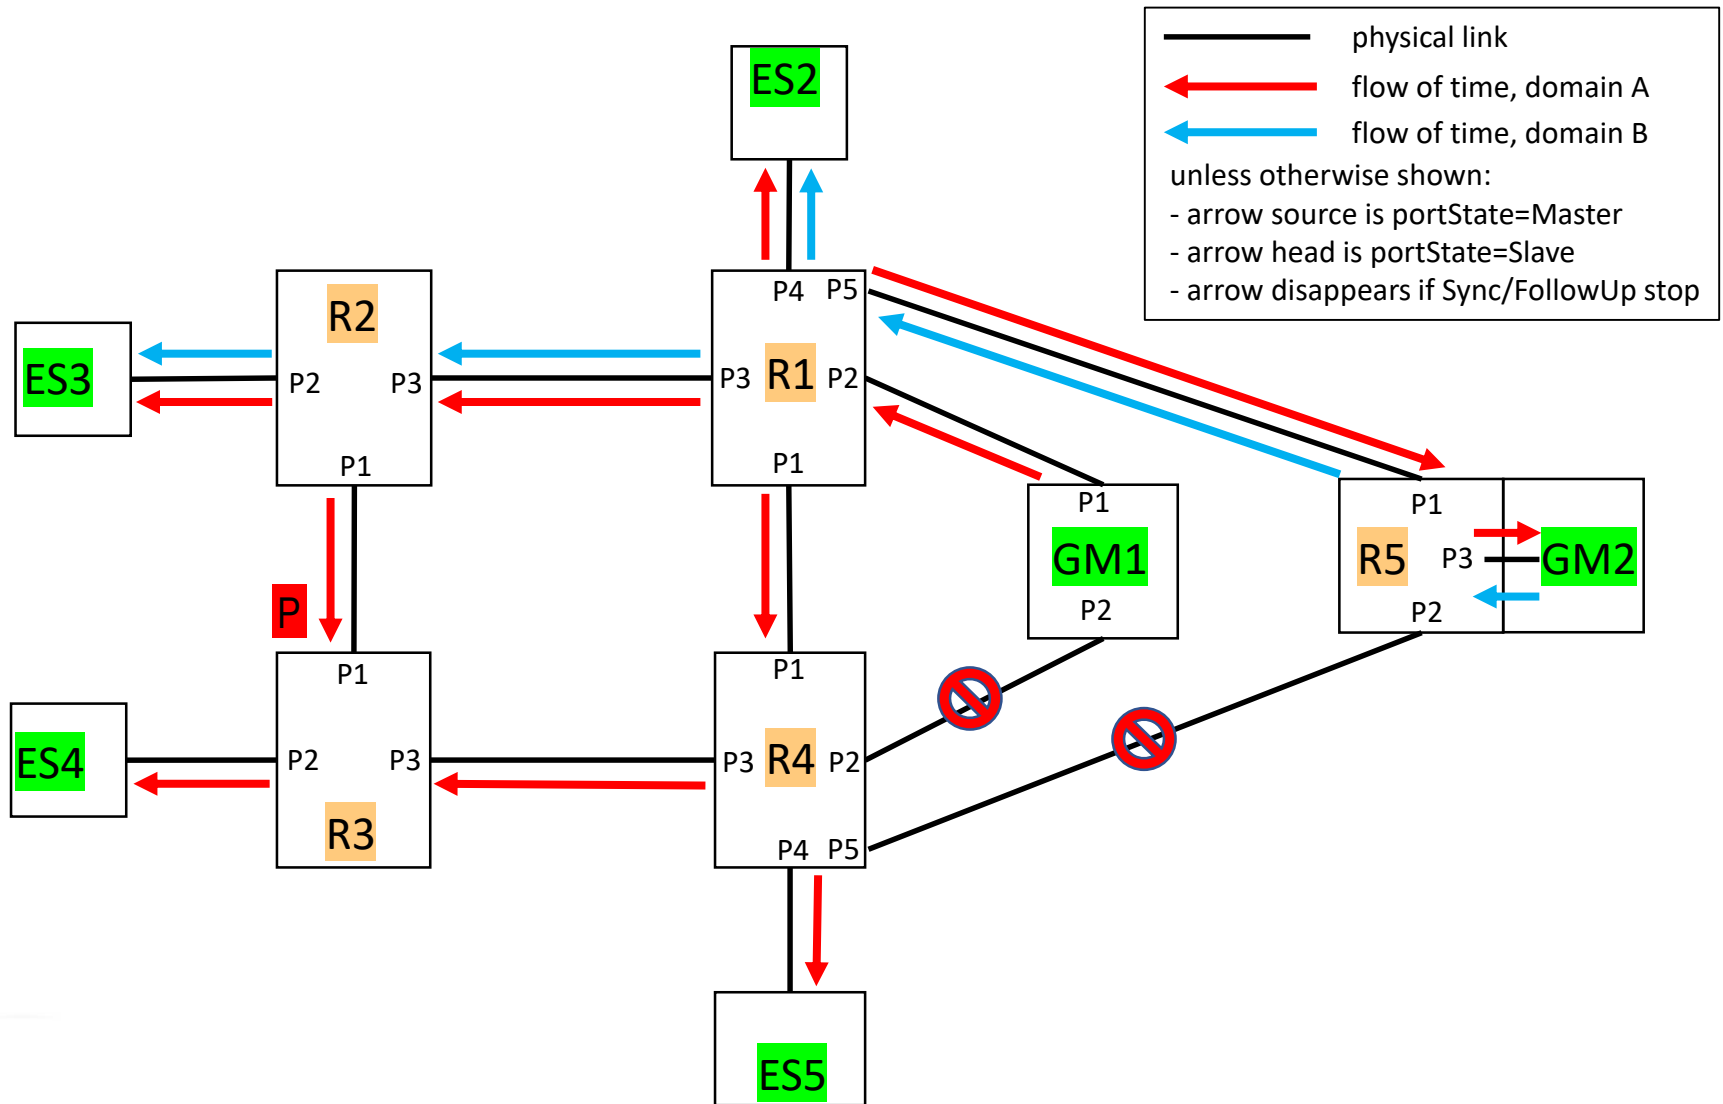 physical link
flow of time, domain A
flow of time, domain B
unless otherwise shown:
- arrow source is portState=Master
- arrow head is portState=Slave
- arrow disappears if Sync/FollowUp stop
ES2
P4 P5
R2
ES3
P2 P3
P3 R1 P2
P1
P1
P1
GM1
P2
P1
R5 P3 GM2
P2
P
P1
P1
ES4
P2 P3
P3 R4 P2
R3
P4 P5
ES5